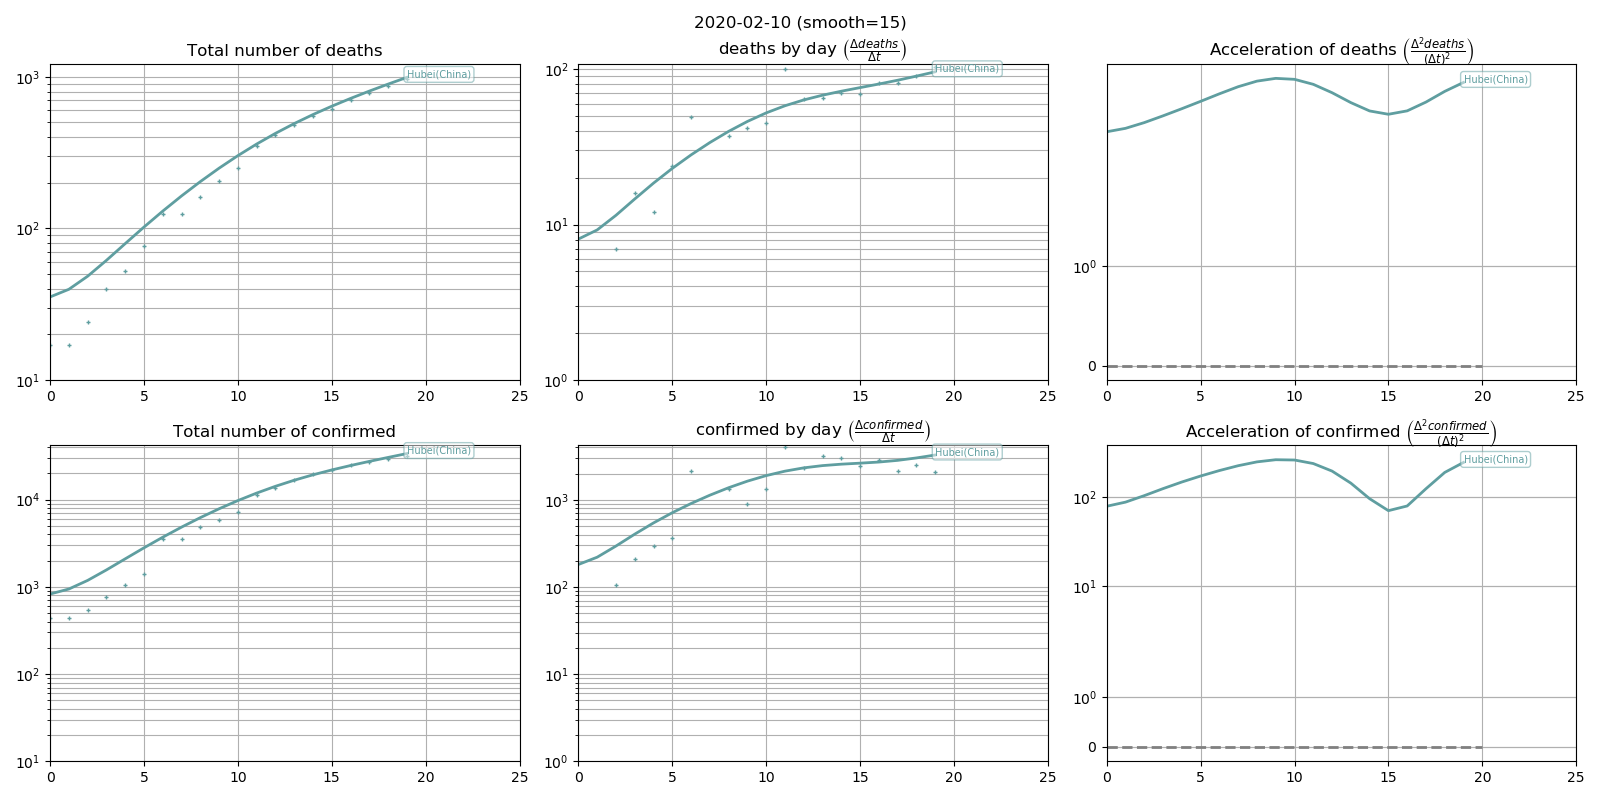 2020-02-10 (smooth=15)
Total number of deaths
deaths by day (Δdeaths/Δt)
Acceleration of deaths (Δ²deaths/(Δt)²)
10³
10²
10¹
0 5 10 15 20 25
Hubei(China)
10²
10¹
10⁰
0 5 10 15 20 25
Hubei(China)
10⁰
0
0 5 10 15 20 25
Hubei(China)
Total number of confirmed
confirmed by day (Δconfirmed/Δt)
Acceleration of confirmed (Δ²confirmed/(Δt)²)
10⁴
10³
10²
10¹
0 5 10 15 20 25
Hubei(China)
10³
10²
10¹
10⁰
0 5 10 15 20 25
Hubei(China)
10²
10¹
10⁰
0
0 5 10 15 20 25
Hubei(China)